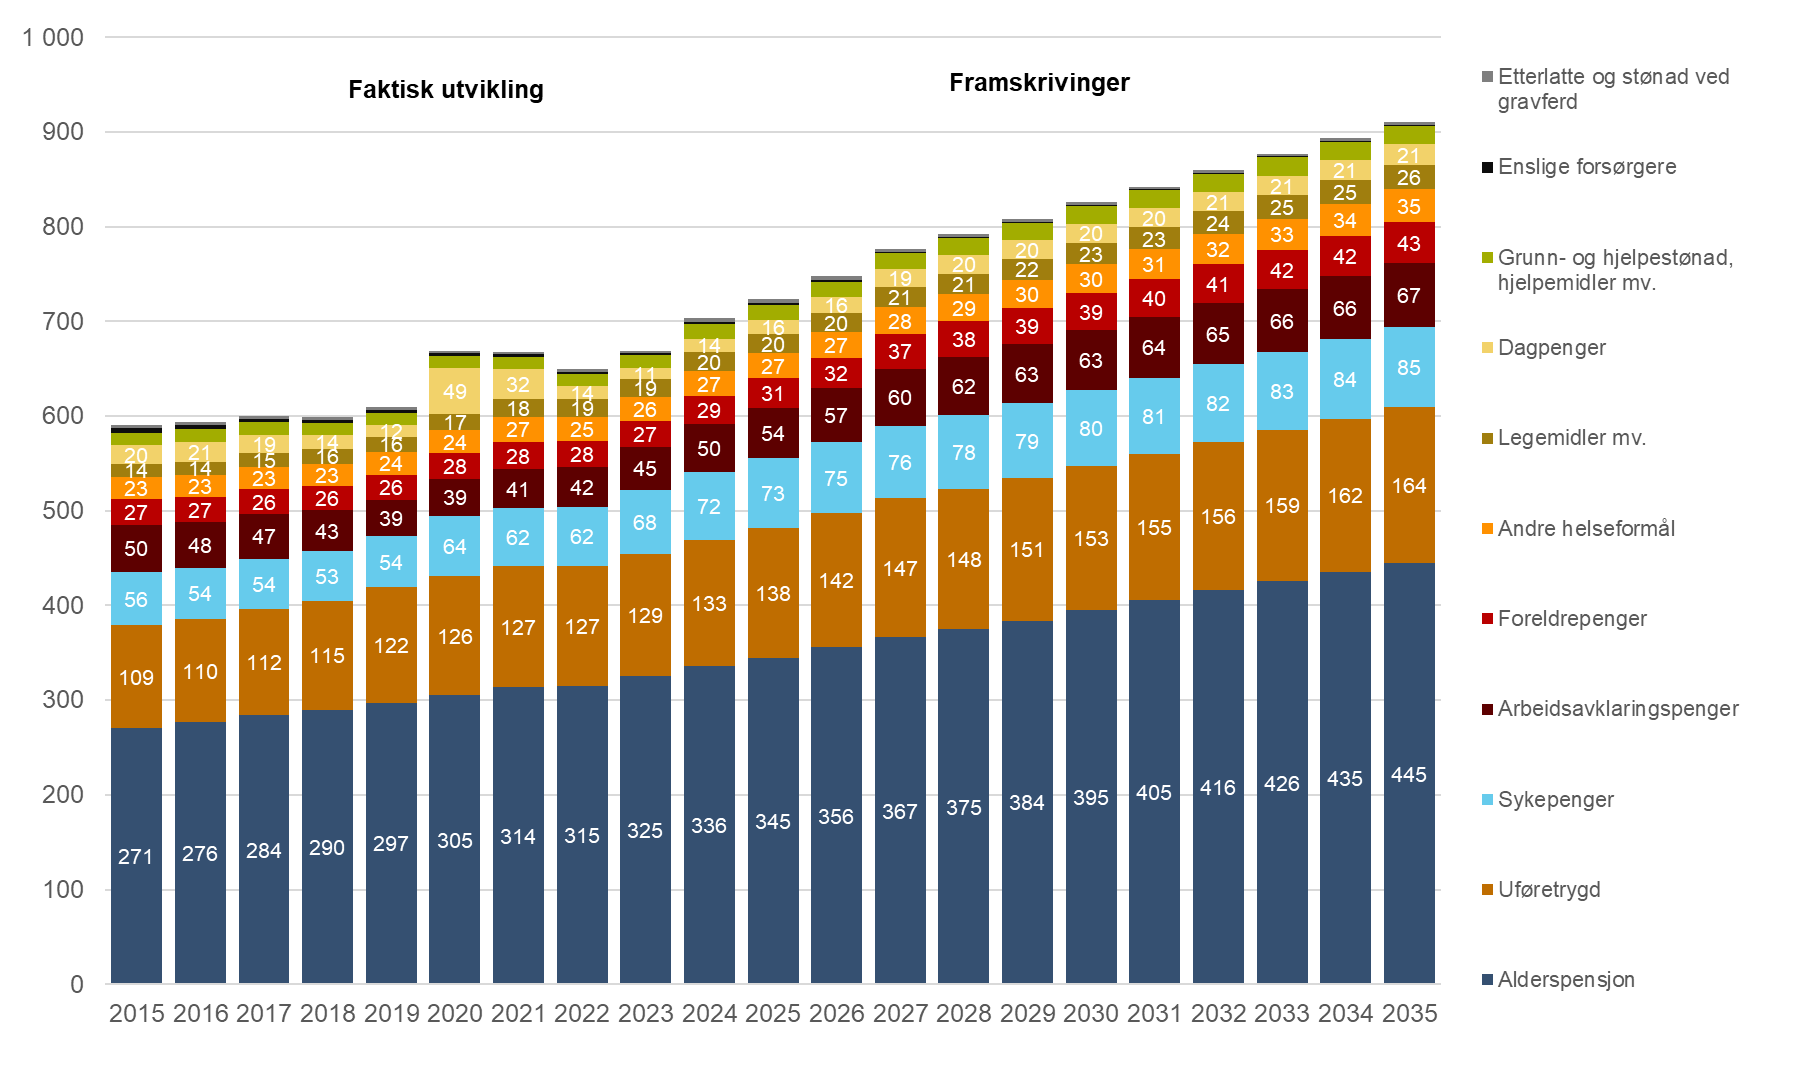 Faktisk utvikling
Framskrivinger
1 000
900
800
700
600
500
400
300
200
100
0
20 21 19 14 12 49 32 14 11 14 16 16 19 20 20 20 20 21 21 21 21
14 14 15 16 16 17 18 19 19 20 20 20 21 21 22 23 23 24 25 25 26
23 23 23 23 24 24 27 25 26 27 27 27 28 29 30 30 31 32 33 34 35
27 27 26 26 26 28 28 28 27 29 31 32 37 38 39 39 40 41 42 42 43
50 48 47 43 39 39 41 42 45 50 54 57 60 62 63 63 64 65 66 66 67
56 54 54 53 54 64 62 62 68 72 73 75 76 78 79 80 81 82 83 84 85
109 110 112 115 122 126 127 127 129 133 138 142 147 148 151 153 155 156 159 162 164
271 276 284 290 297 305 314 315 325 336 345 356 367 375 384 395 405 416 426 435 445
2015 2016 2017 2018 2019 2020 2021 2022 2023 2024 2025 2026 2027 2028 2029 2030 2031 2032 2033 2034 2035
Etterlatte og stønad ved
gravferd
Enslige forsørgere
Grunn- og hjelpestønad,
hjelpemidler mv.
Dagpenger
Legemidler mv.
Andre helseformål
Foreldrepenger
Arbeidsavklaringspenger
Sykepenger
Uføretrygd
Alderspensjon